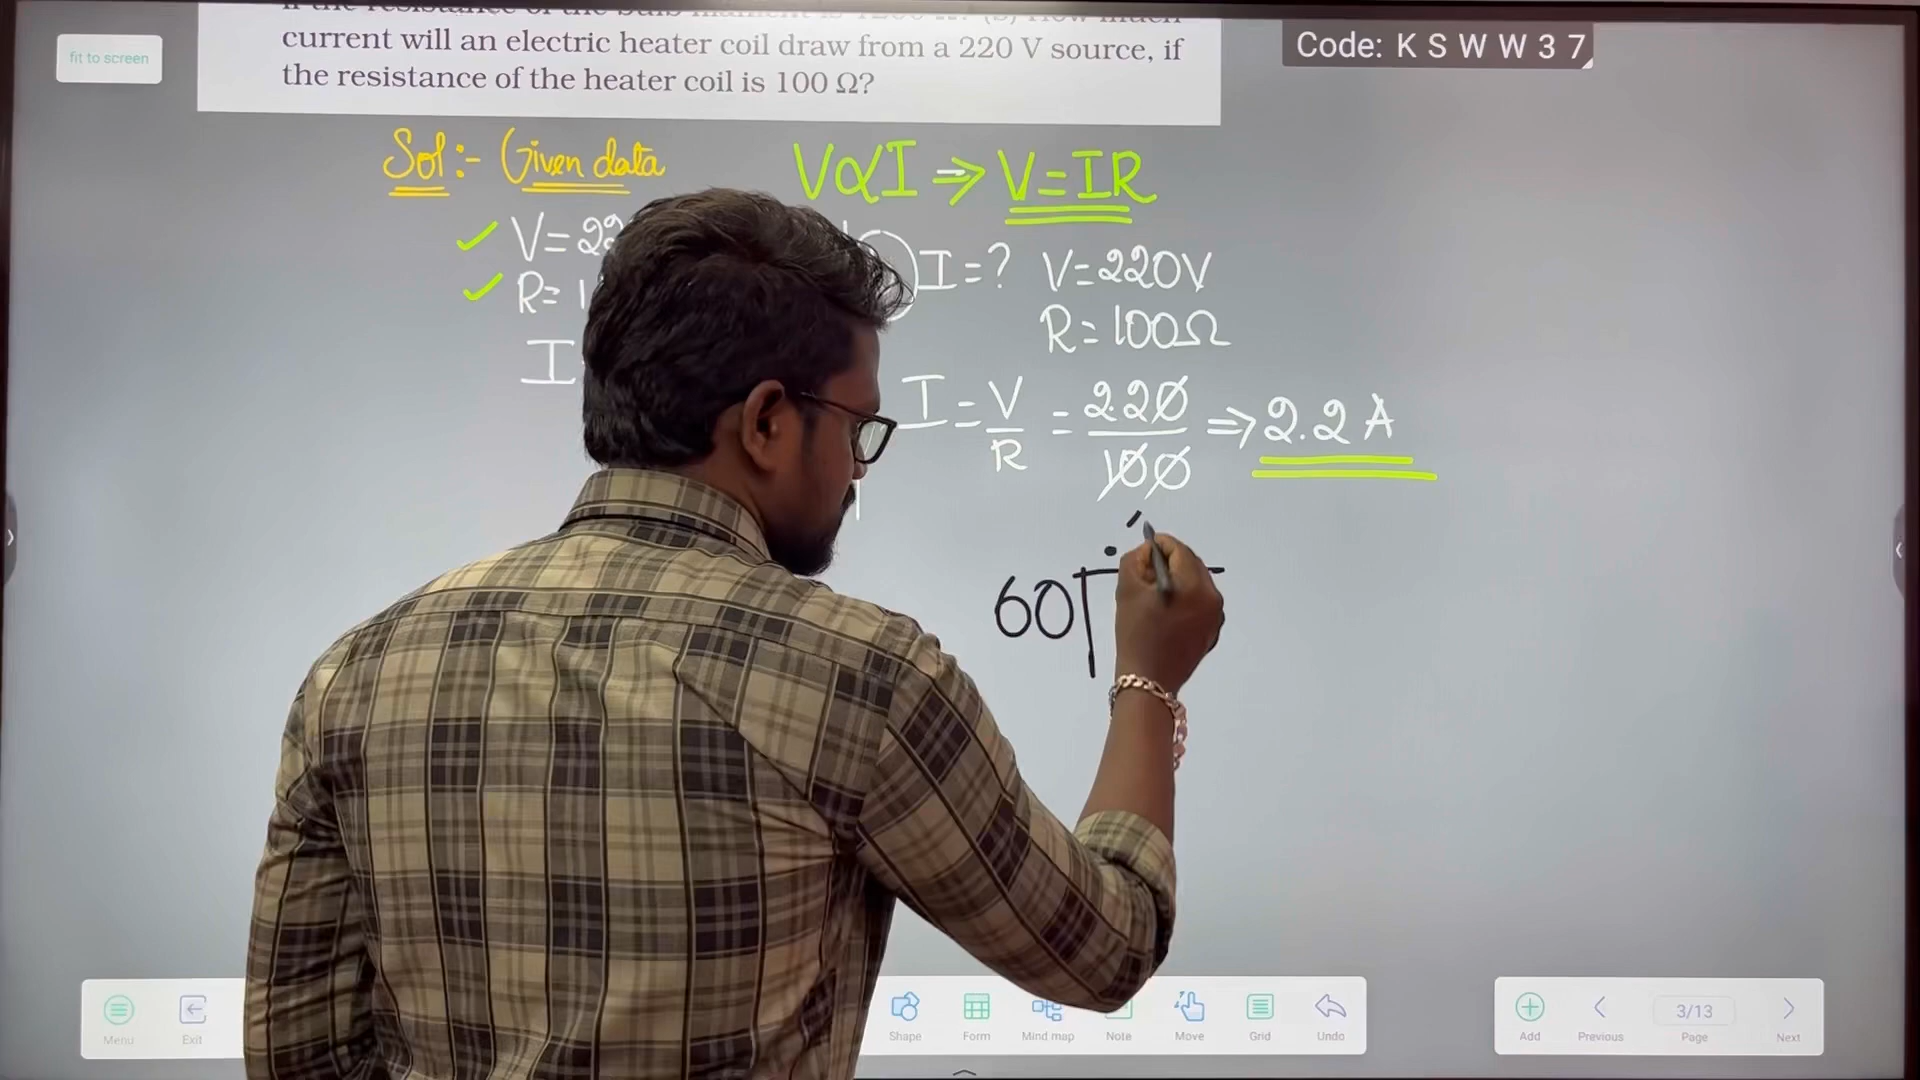 fit to screen
current will an electric heater coil draw from a 220 V source, if
the resistance of the heater coil is 100 Ω?
Code: K S W W 3 7
Sol:- Given data
V∝I ⇒ V=IR
V=22
R= 1
I
I=? V=220V
R=100Ω
I = V/R = 2.20/100 ⇒ 2.2 A
60
Menu
Exit
Shape
Form
Mind map
Note
Move
Grid
Undo
Add
Previous
3/13
Page
Next